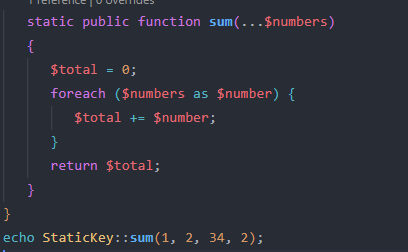 1 reference | 0 overrides
static public function sum(...$numbers)
{
$total = 0;
foreach ($numbers as $number) {
$total += $number;
}
return $total;
}
}
echo StaticKey::sum(1, 2, 34, 2);